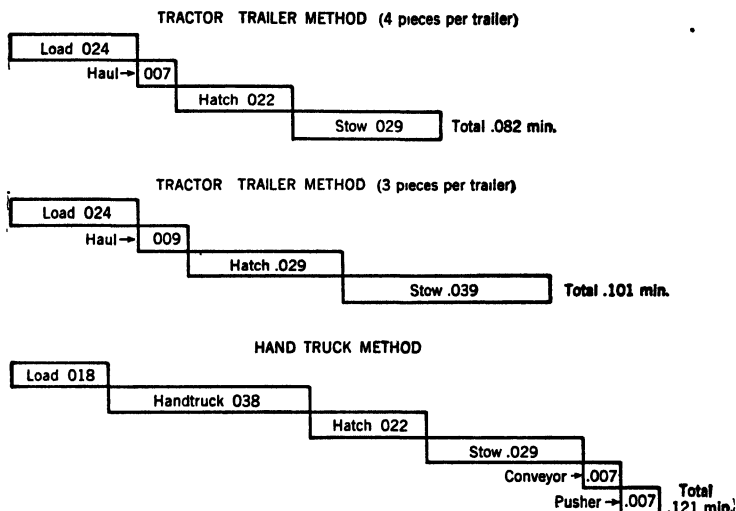 TRACTOR TRAILER METHOD (4 pieces per trailer)
Load 024
Haul→ 007
Hatch 022
Stow 029 Total .082 min.
TRACTOR TRAILER METHOD (3 pieces per trailer)
Load 024
Haul→ 009
Hatch .029
Stow .039 Total .101 min.
HAND TRUCK METHOD
Load 018
Handtruck 038
Hatch 022
Stow .029
Conveyor→ .007
Pusher→ .007 Total
.121 min.